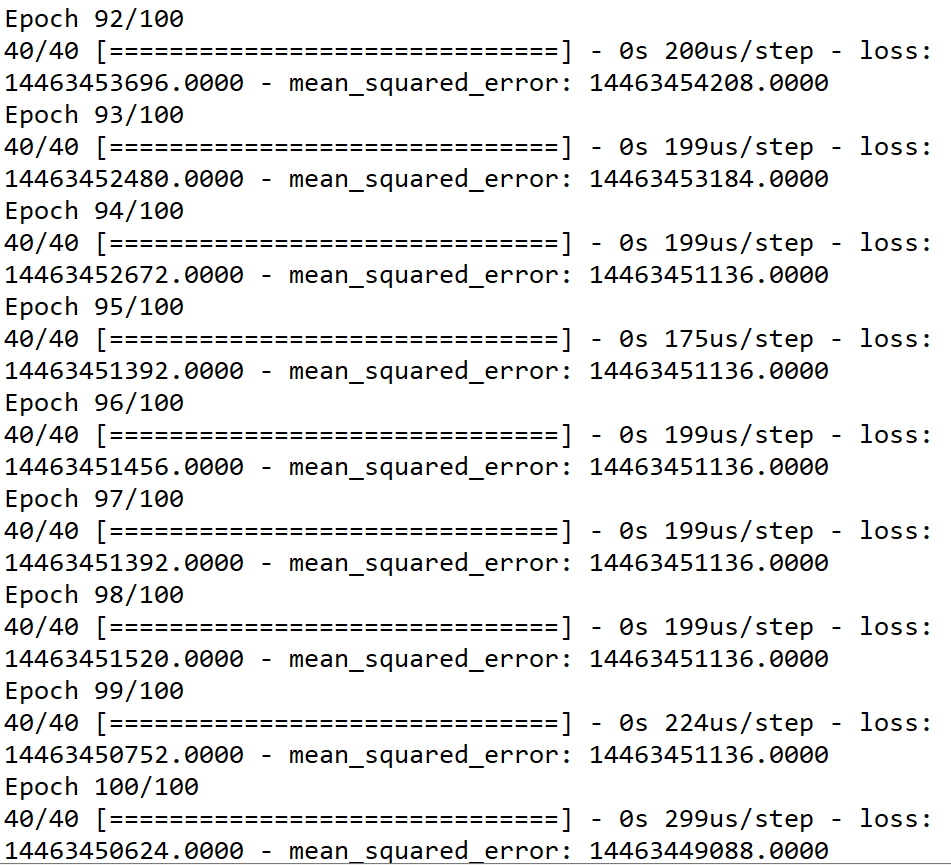 Epoch 92/100
40/40 [==============================] - 0s 200us/step - loss:
14463453696.0000 - mean_squared_error: 14463454208.0000
Epoch 93/100
40/40 [==============================] - 0s 199us/step - loss:
14463452480.0000 - mean_squared_error: 14463453184.0000
Epoch 94/100
40/40 [==============================] - 0s 199us/step - loss:
14463452672.0000 - mean_squared_error: 14463451136.0000
Epoch 95/100
40/40 [==============================] - 0s 175us/step - loss:
14463451392.0000 - mean_squared_error: 14463451136.0000
Epoch 96/100
40/40 [==============================] - 0s 199us/step - loss:
14463451456.0000 - mean_squared_error: 14463451136.0000
Epoch 97/100
40/40 [==============================] - 0s 199us/step - loss:
14463451392.0000 - mean_squared_error: 14463451136.0000
Epoch 98/100
40/40 [==============================] - 0s 199us/step - loss:
14463451520.0000 - mean_squared_error: 14463451136.0000
Epoch 99/100
40/40 [==============================] - 0s 224us/step - loss:
14463450752.0000 - mean_squared_error: 14463451136.0000
Epoch 100/100
40/40 [==============================] - 0s 299us/step - loss:
14463450624.0000 - mean_squared_error: 14463449088.0000